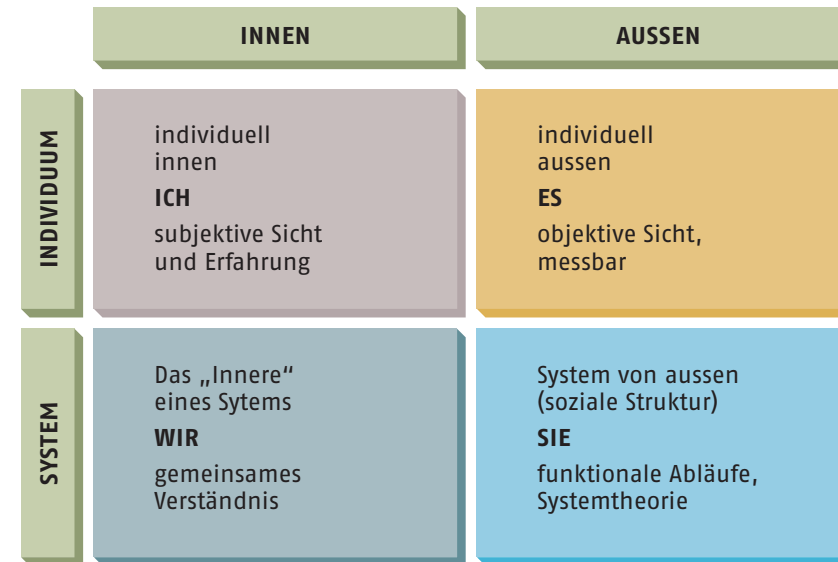 INNEN
AUSSEN
INDIVIDUUM
individuell
innen
ICH
subjektive Sicht
und Erfahrung
individuell
aussen
ES
objektive Sicht,
messbar
SYSTEM
Das „Innere“
eines Sytems
WIR
gemeinsames
Verständnis
System von aussen
(soziale Struktur)
SIE
funktionale Abläufe,
Systemtheorie